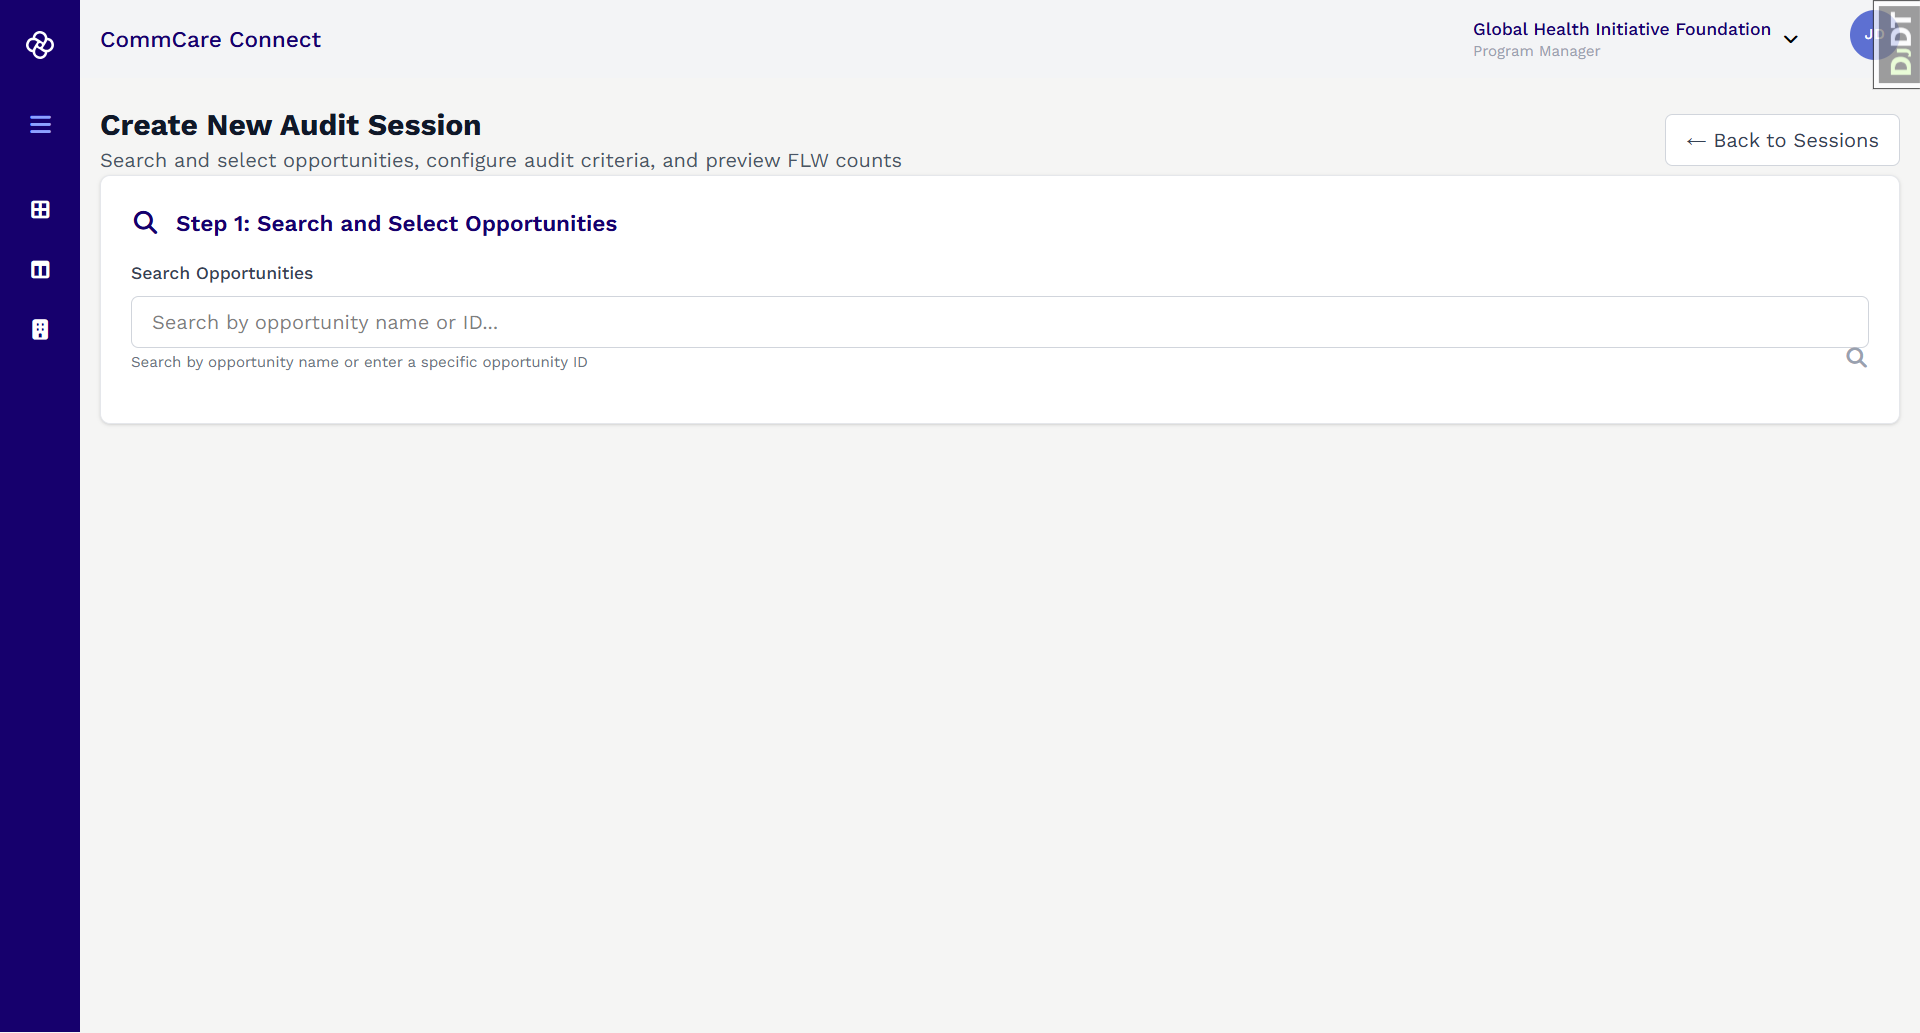 CommCare Connect
Global Health Initiative Foundation
Program Manager
JD
DjDT
Create New Audit Session
Search and select opportunities, configure audit criteria, and preview FLW counts
← Back to Sessions
Step 1: Search and Select Opportunities
Search Opportunities
Search by opportunity name or ID...
Search by opportunity name or enter a specific opportunity ID